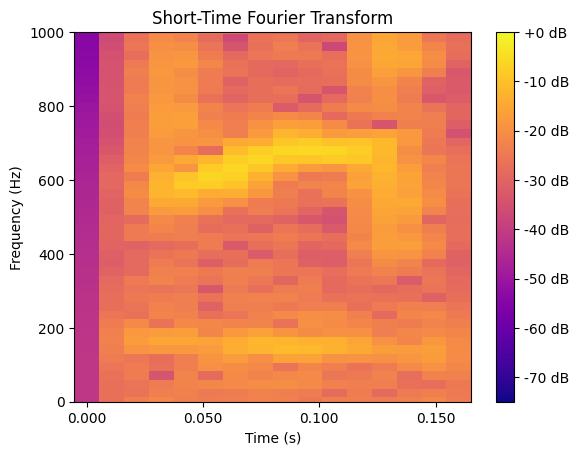 Short-Time Fourier Transform
1000
800
600
400
200
0
Frequency (Hz)
0.000
0.050
0.100
0.150
Time (s)
+0 dB
-10 dB
-20 dB
-30 dB
-40 dB
-50 dB
-60 dB
-70 dB